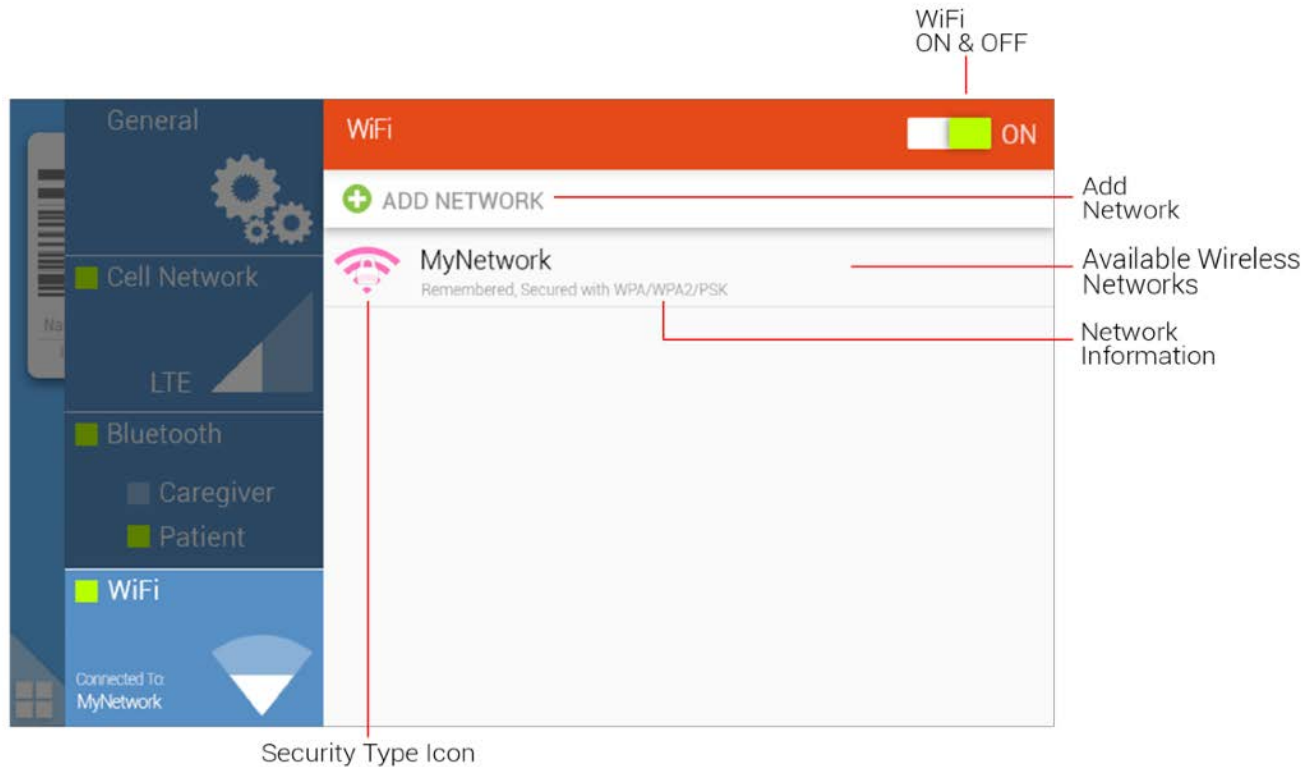 WiFi
ON & OFF
General
WiFi
ON
ADD NETWORK
Add
Network
MyNetwork
Remembered, Secured with WPA/WPA2/PSK
Available Wireless
Networks
Cell Network
Network
Information
Na
LTE
Bluetooth
Caregiver
Patient
WiFi
Connected To:
MyNetwork
Security Type Icon